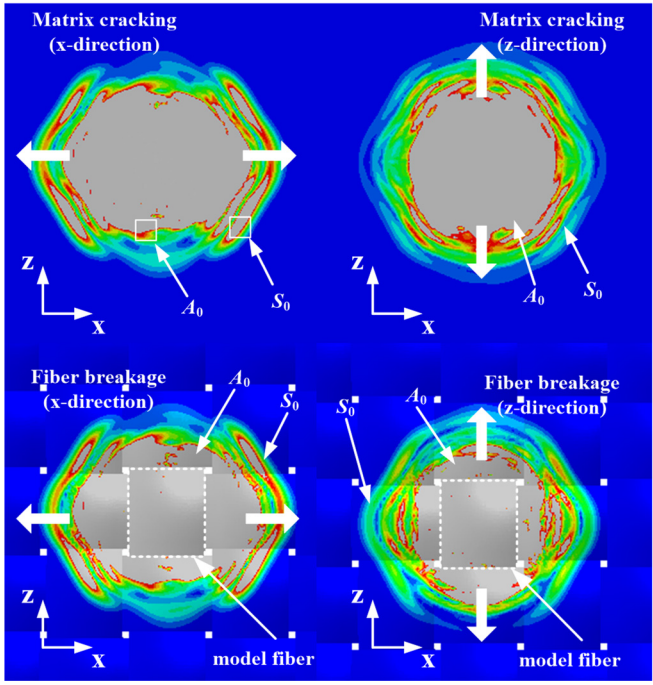 Matrix cracking
(x-direction)
Matrix cracking
(z-direction)
z
x
A0
S0
z
x
A0
S0
Fiber breakage
(x-direction)
A0
S0
z
x
model fiber
Fiber breakage
(z-direction)
S0
A0
z
x
model fiber